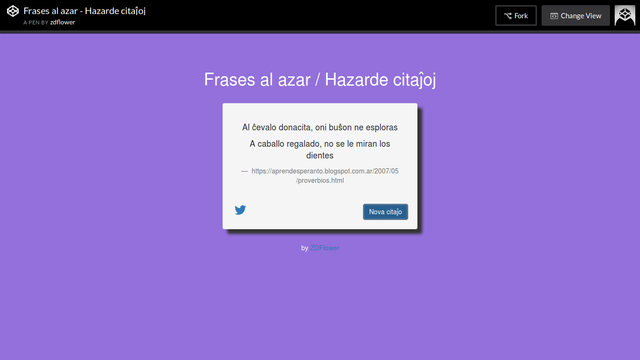 Frases al azar - Hazarde citaĵoj
A PEN BY zdflower
Fork
Change View
Frases al azar / Hazarde citaĵoj
Al ĉevalo donacita, oni buŝon ne esploras
A caballo regalado, no se le miran los
dientes
— https://aprendesperanto.blogspot.com.ar/2007/05
/proverbios.html
Nova citaĵo
by ZDFlower